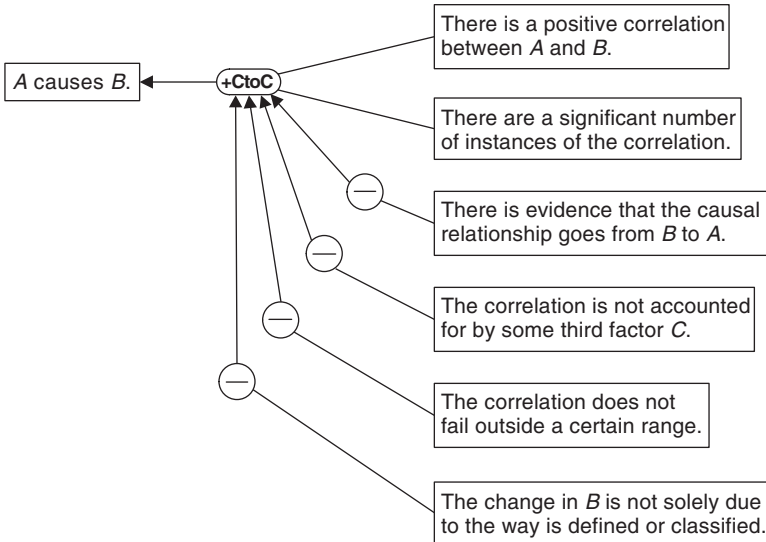 There is a positive correlation
between A and B.
A causes B.
+CtoC
There are a significant number
of instances of the correlation.
There is evidence that the causal
relationship goes from B to A.
The correlation is not accounted
for by some third factor C.
The correlation does not
fail outside a certain range.
The change in B is not solely due
to the way is defined or classified.